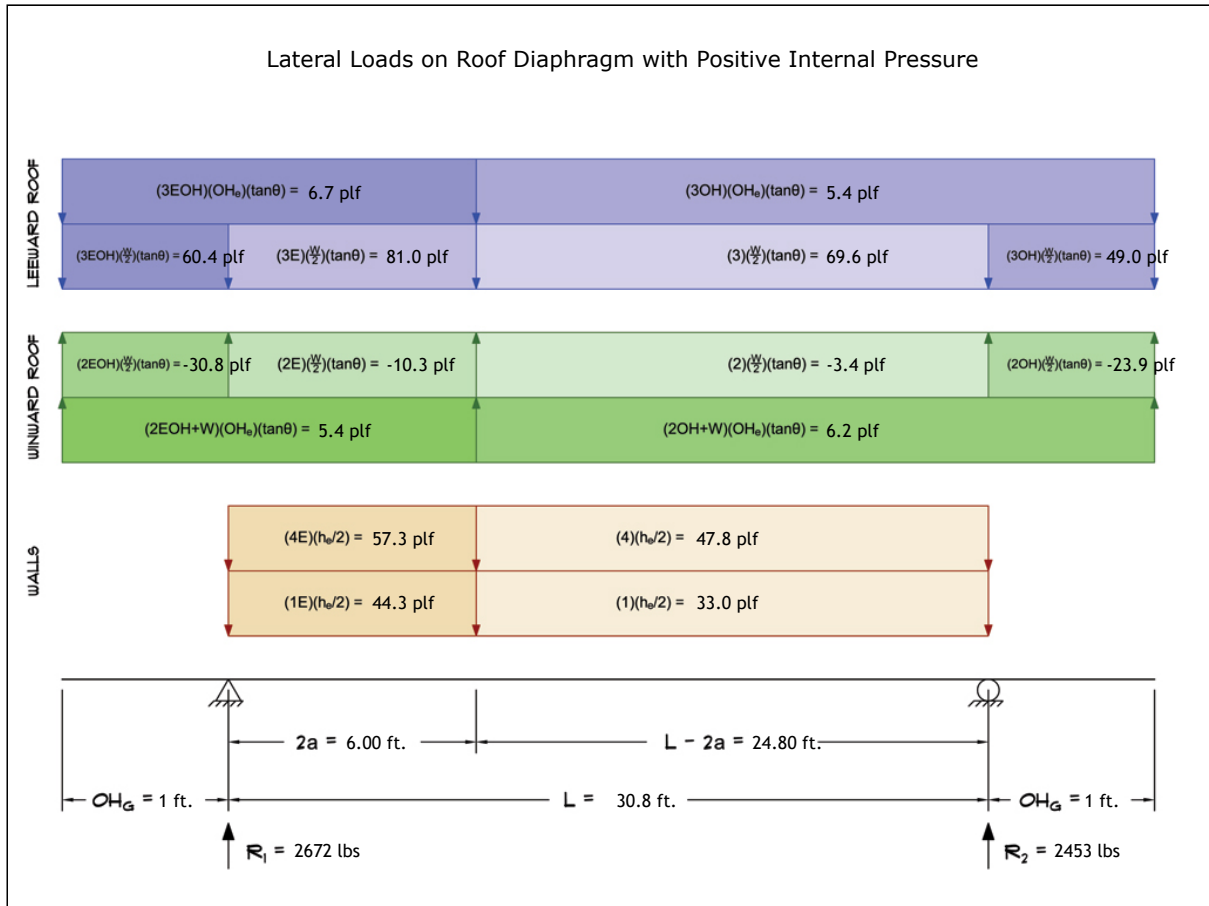 Lateral Loads on Roof Diaphragm with Positive Internal Pressure
LEEWARD ROOF
(3EOH)(OHₑ)(tanθ) = 6.7 plf
(3OH)(OHₑ)(tanθ) = 5.4 plf
(3EOH)(W/2)(tanθ) = 60.4 plf
(3E)(W/2)(tanθ) = 81.0 plf
(3)(W/2)(tanθ) = 69.6 plf
(3OH)(W/2)(tanθ) = 49.0 plf
WINWARD ROOF
(2EOH)(W/2)(tanθ) = -30.8 plf
(2E)(W/2)(tanθ) = -10.3 plf
(2)(W/2)(tanθ) = -3.4 plf
(2OH)(W/2)(tanθ) = -23.9 plf
(2EOH+W)(OHₑ)(tanθ) = 5.4 plf
(2OH+W)(OHₑ)(tanθ) = 6.2 plf
WALLS
(4E)(hₑ/2) = 57.3 plf
(4)(hₑ/2) = 47.8 plf
(1E)(hₑ/2) = 44.3 plf
(1)(hₑ/2) = 33.0 plf
2a = 6.00 ft.
L - 2a = 24.80 ft.
OH_G = 1 ft.
L = 30.8 ft.
OH_G = 1 ft.
R₁ = 2672 lbs
R₂ = 2453 lbs